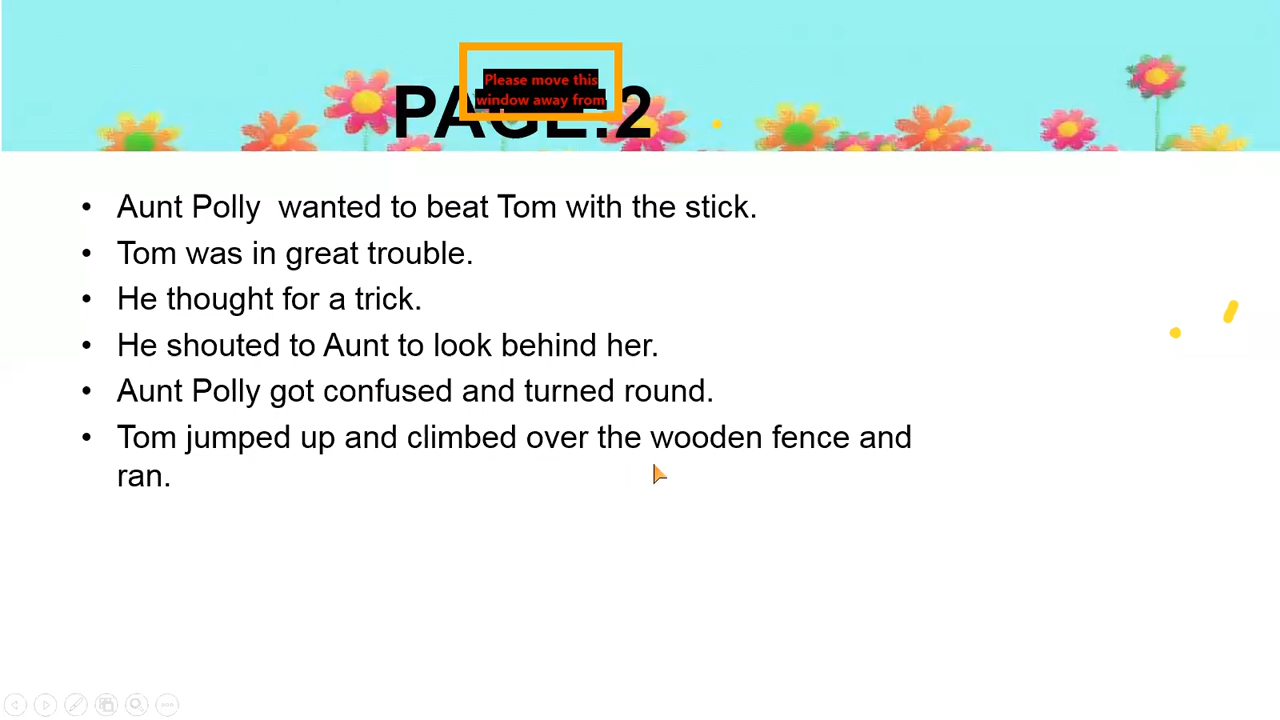 Please move this
window away from
PAGE:2
• Aunt Polly  wanted to beat Tom with the stick.
• Tom was in great trouble.
• He thought for a trick.
• He shouted to Aunt to look behind her.
• Aunt Polly got confused and turned round.
• Tom jumped up and climbed over the wooden fence and
ran.